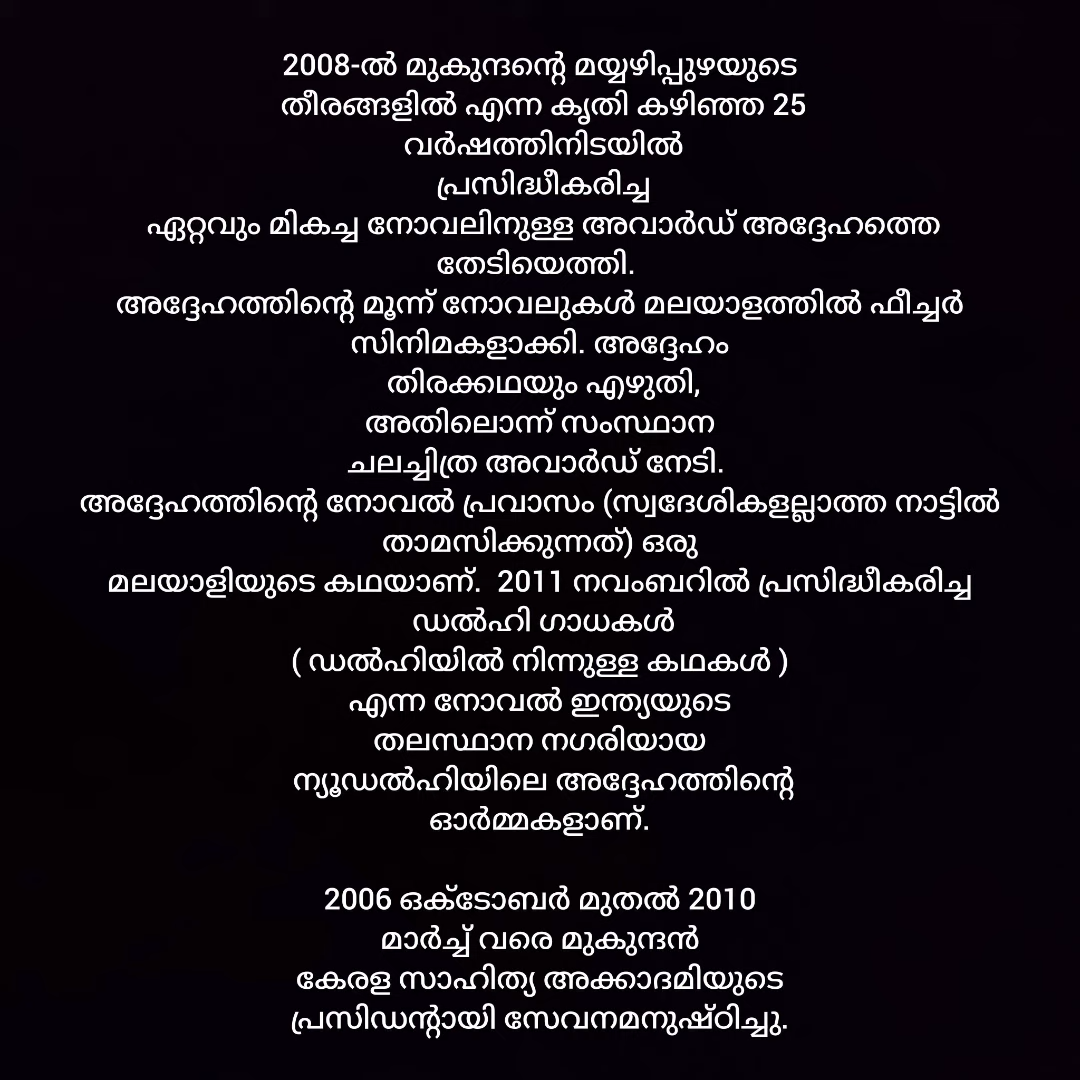 2008-ൽ മുകുന്ദന്റെ മയ്യഴിപ്പുഴയുടെ
തീരങ്ങളിൽ എന്ന കൃതി കഴിഞ്ഞ 25
വർഷത്തിനിടയിൽ
പ്രസിദ്ധീകരിച്ച
ഏറ്റവും മികച്ച നോവലിനുള്ള അവാർഡ് അദ്ദേഹത്തെ
തേടിയെത്തി.
അദ്ദേഹത്തിന്റെ മൂന്ന് നോവലുകൾ മലയാളത്തിൽ ഫീച്ചർ
സിനിമകളാക്കി. അദ്ദേഹം
തിരക്കഥയും എഴുതി,
അതിലൊന്ന് സംസ്ഥാന
ചലച്ചിത്ര അവാർഡ് നേടി.
അദ്ദേഹത്തിന്റെ നോവൽ പ്രവാസം (സ്വദേശികളല്ലാത്ത നാട്ടിൽ
താമസിക്കുന്നത്) ഒരു
മലയാളിയുടെ കഥയാണ്.  2011 നവംബറിൽ പ്രസിദ്ധീകരിച്ച
ഡൽഹി ഗാധകൾ
( ഡൽഹിയിൽ നിന്നുള്ള കഥകൾ )
എന്ന നോവൽ ഇന്ത്യയുടെ
തലസ്ഥാന നഗരിയായ
ന്യൂഡൽഹിയിലെ അദ്ദേഹത്തിന്റെ
ഓർമ്മകളാണ്.
2006 ഒക്ടോബർ മുതൽ 2010
മാർച്ച് വരെ മുകുന്ദൻ
കേരള സാഹിത്യ അക്കാദമിയുടെ
പ്രസിഡന്റായി സേവനമനുഷ്ഠിച്ചു.